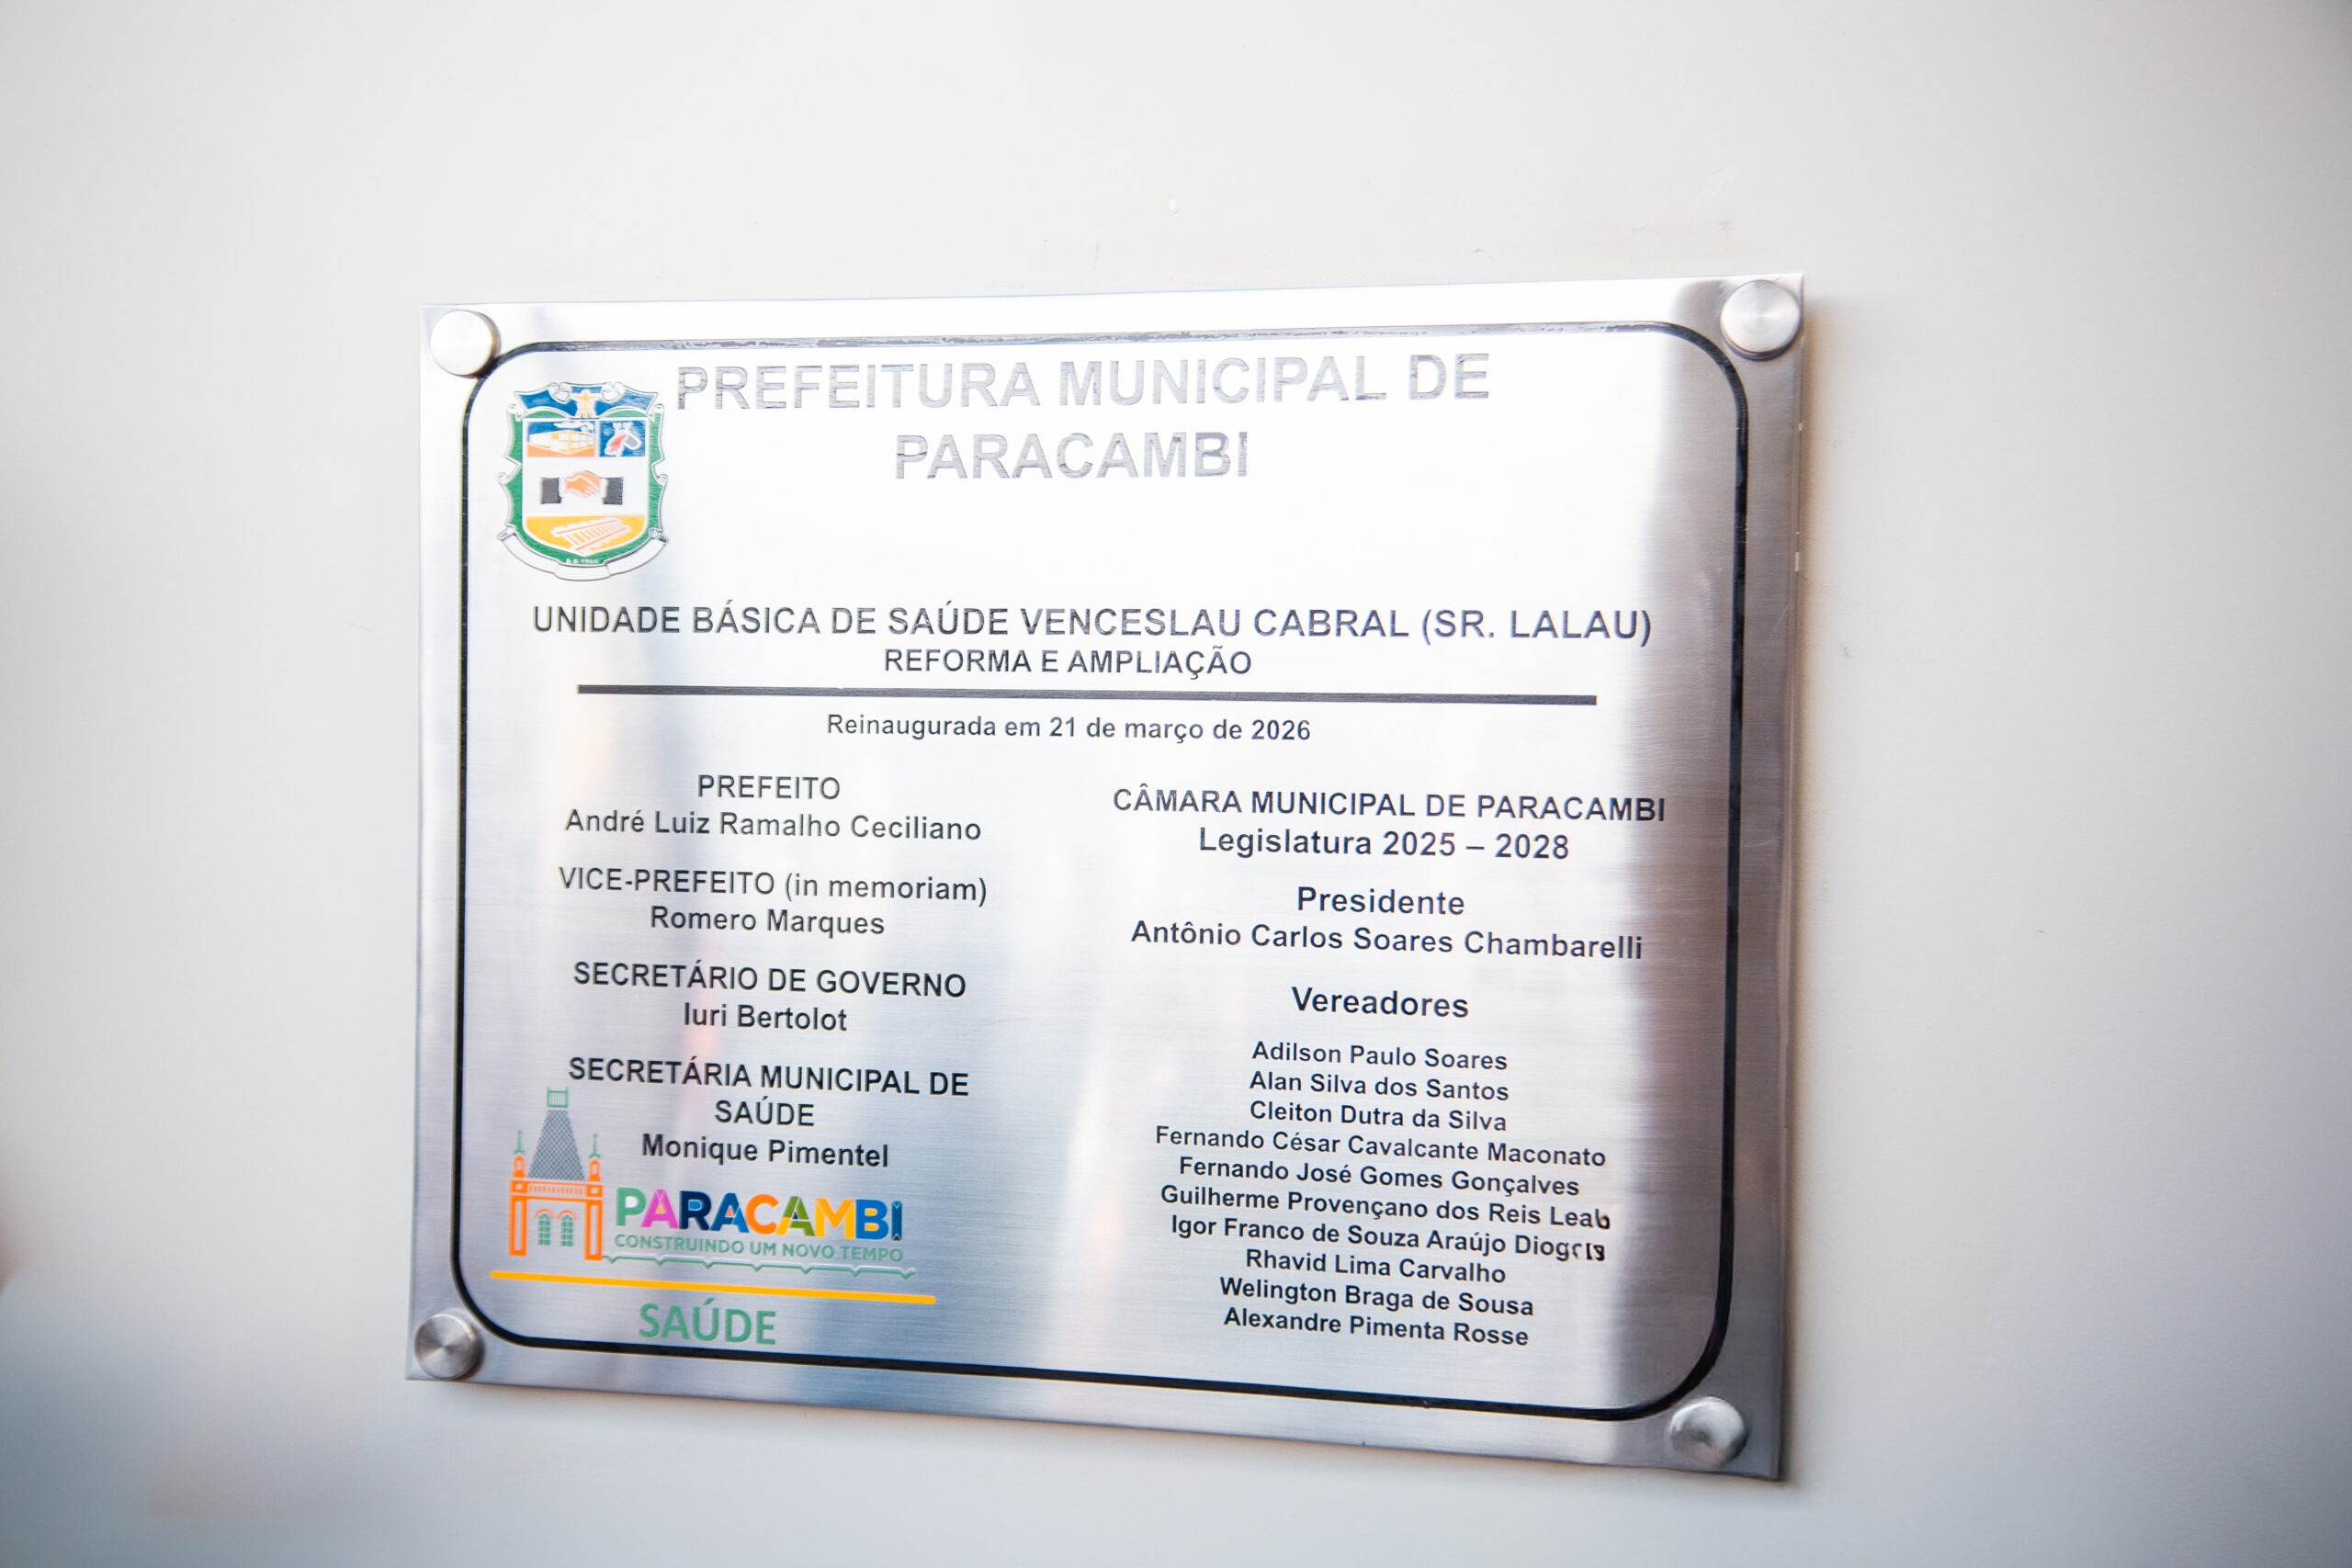 PREFEITURA MUNICIPAL DE
PARACAMBI
UNIDADE BÁSICA DE SAÚDE VENCESLAU CABRAL (SR. LALAU)
REFORMA E AMPLIAÇÃO
Reinaugurada em 21 de março de 2026
PREFEITO
André Luiz Ramalho Ceciliano
VICE-PREFEITO (in memoriam)
Romero Marques
SECRETÁRIO DE GOVERNO
Iuri Bertolot
SECRETÁRIA MUNICIPAL DE
SAÚDE
Monique Pimentel
PARACAMBI
CONSTRUINDO UM NOVO TEMPO
SAÚDE
CÂMARA MUNICIPAL DE PARACAMBI
Legislatura 2025 – 2028
Presidente
Antônio Carlos Soares Chambarelli
Vereadores
Adilson Paulo Soares
Alan Silva dos Santos
Cleiton Dutra da Silva
Fernando César Cavalcante Maconato
Fernando José Gomes Gonçalves
Guilherme Provençano dos Reis
Igor Franco de Souza Araújo
Rhavid Lima Carvalho
Welington Braga de Sousa
Alexandre Pimenta Rosse